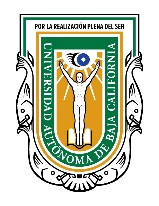 POR LA REALIZACIÓN PLENA DEL SER
UNIVERSIDAD AUTÓNOMA DE BAJA CALIFORNIA